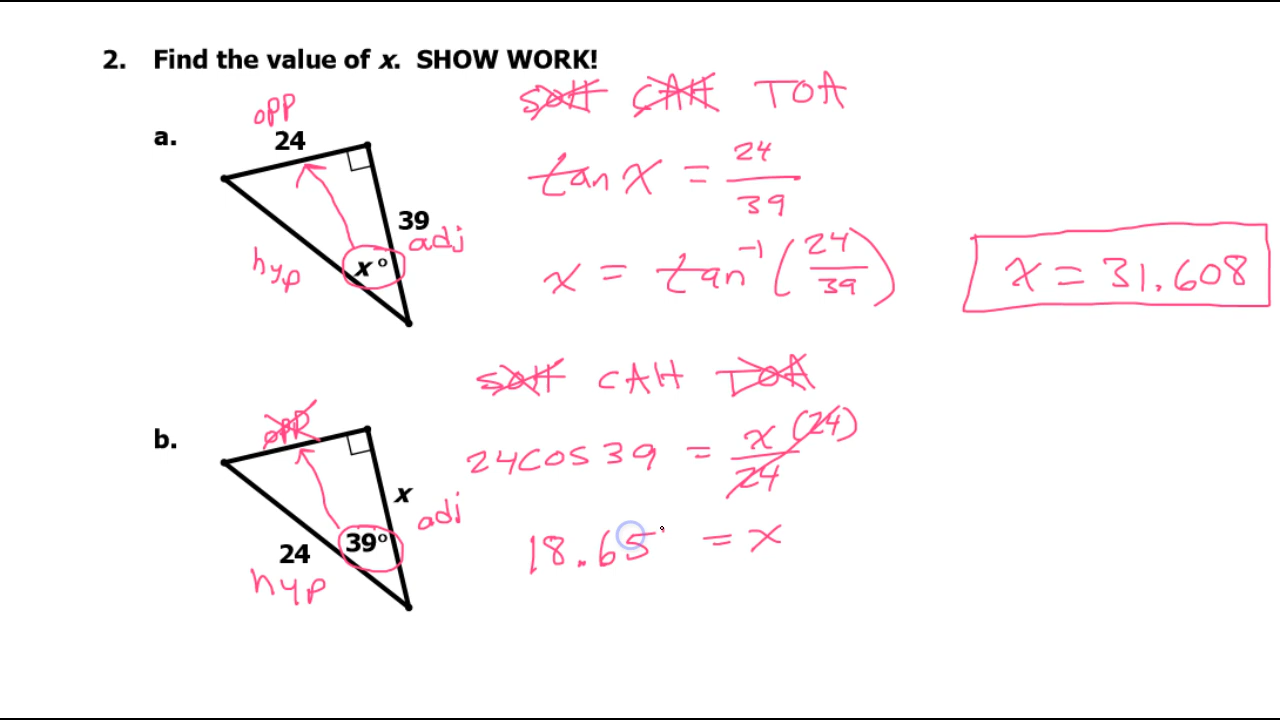 2. Find the value of x. SHOW WORK!
SOH CAH TOA
opp
a.
24
tan x = 24/39
39
adj
hyp
x°
x = tan⁻¹(24/39)
x = 31.608
SOH CAH TOA
b.
opp
24cos39 = x/24 (24)
x
adj
39°
24
hyp
18.65 = x